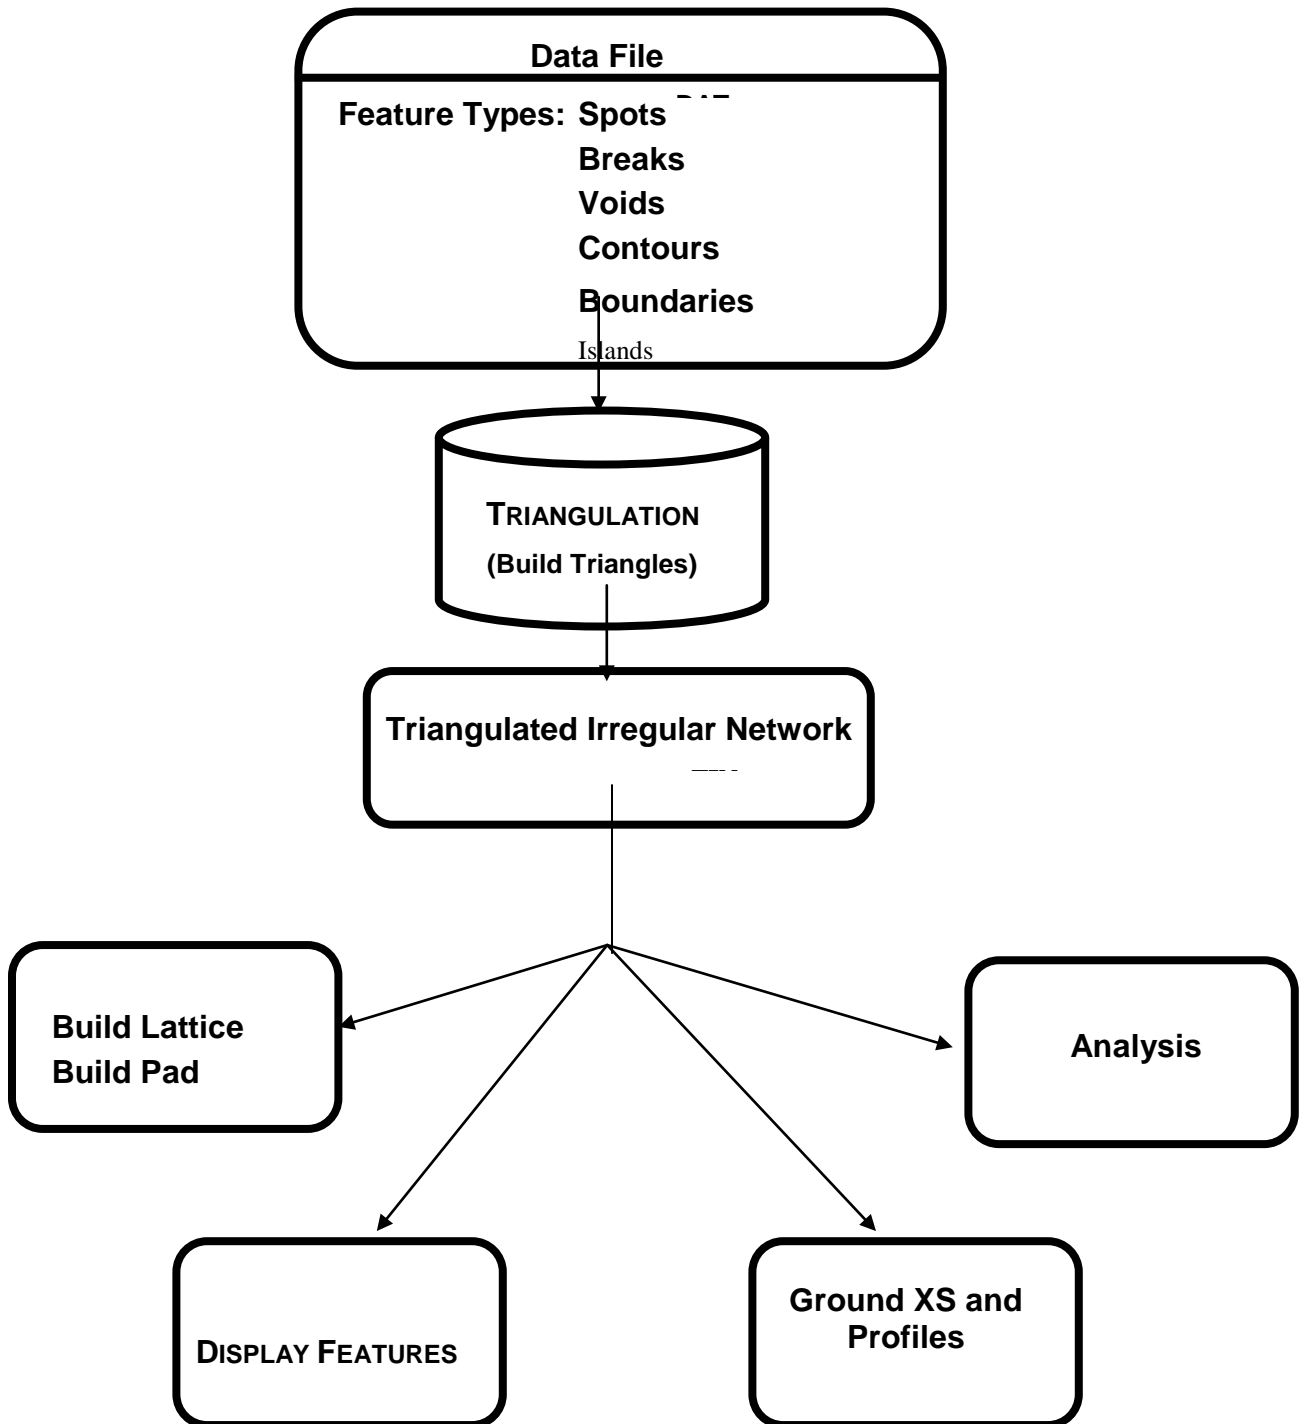 Data File
Feature Types: Spots
Breaks
Voids
Contours
Boundaries
Islands
TRIANGULATION
(Build Triangles)
Triangulated Irregular Network
Build Lattice
Build Pad
Analysis
DISPLAY FEATURES
Ground XS and
Profiles